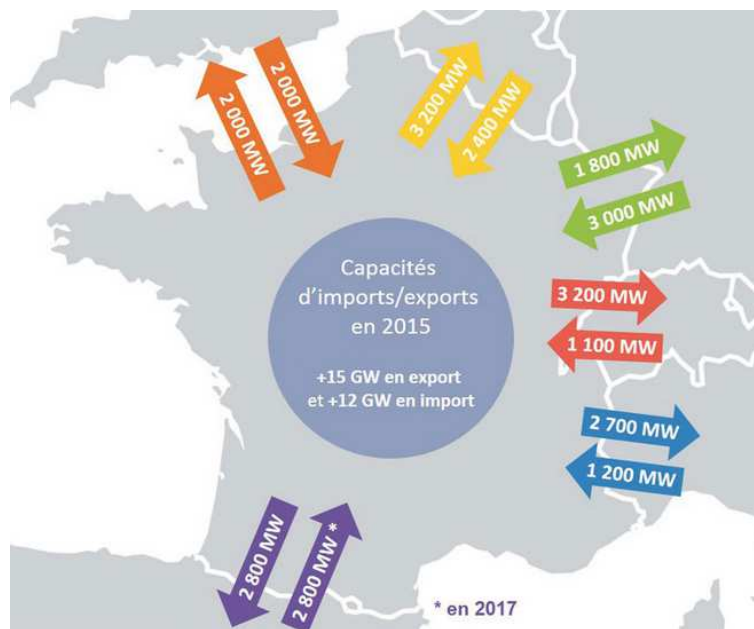 2 000 MW
2 000 MW
3 200 MW
2 400 MW
1 800 MW
3 000 MW
Capacités
d'imports/exports
en 2015
+15 GW en export
et +12 GW en import
3 200 MW
1 100 MW
2 700 MW
1 200 MW
2 800 MW
2 800 MW *
* en 2017